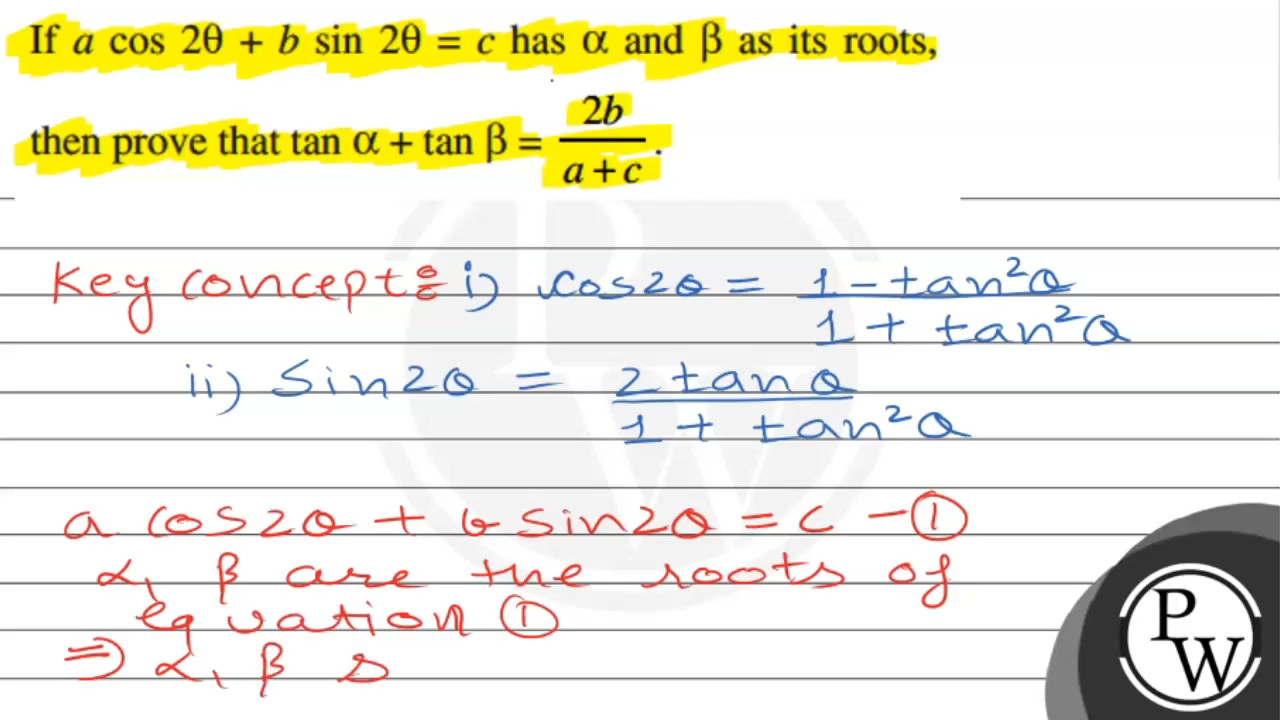 If a cos 2θ + b sin 2θ = c has α and β as its roots,
then prove that tan α + tan β = 2b / a + c.
Key concept: i) cos2θ = 1 - tan²θ / 1 + tan²θ
ii) Sin2θ = 2tanθ / 1 + tan²θ
a cos2θ + b sin2θ = c - ①
α, β are the roots of
equation ①
⇒ α, β s
P
W